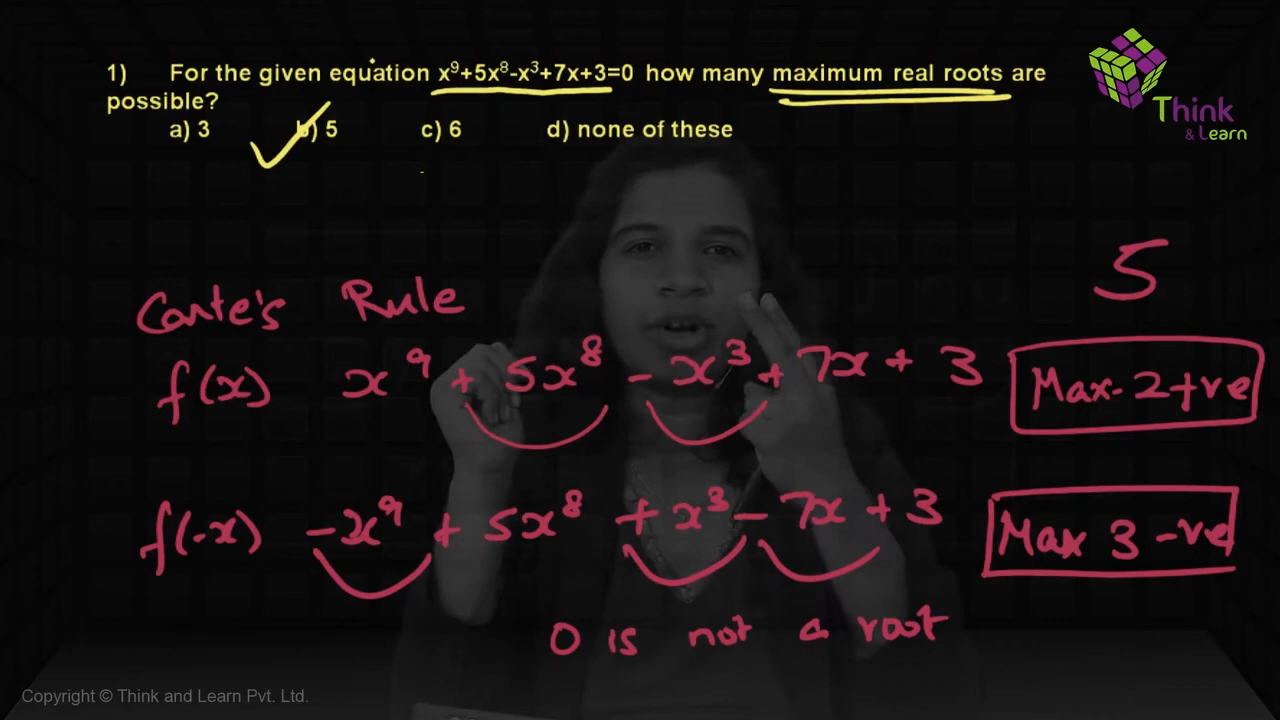 1) For the given equation x⁹+5x⁸-x³+7x+3=0 how many maximum real roots are
possible?
a) 3 b) 5 c) 6 d) none of these
Think
& Learn
5
Carte's Rule
f(x) x⁹ + 5x⁸ - x³ + 7x + 3 Max-2+ve
f(-x) -x⁹ + 5x⁸ + x³ - 7x + 3 Max 3 -ve
0 is not a root
Copyright © Think and Learn Pvt. Ltd.